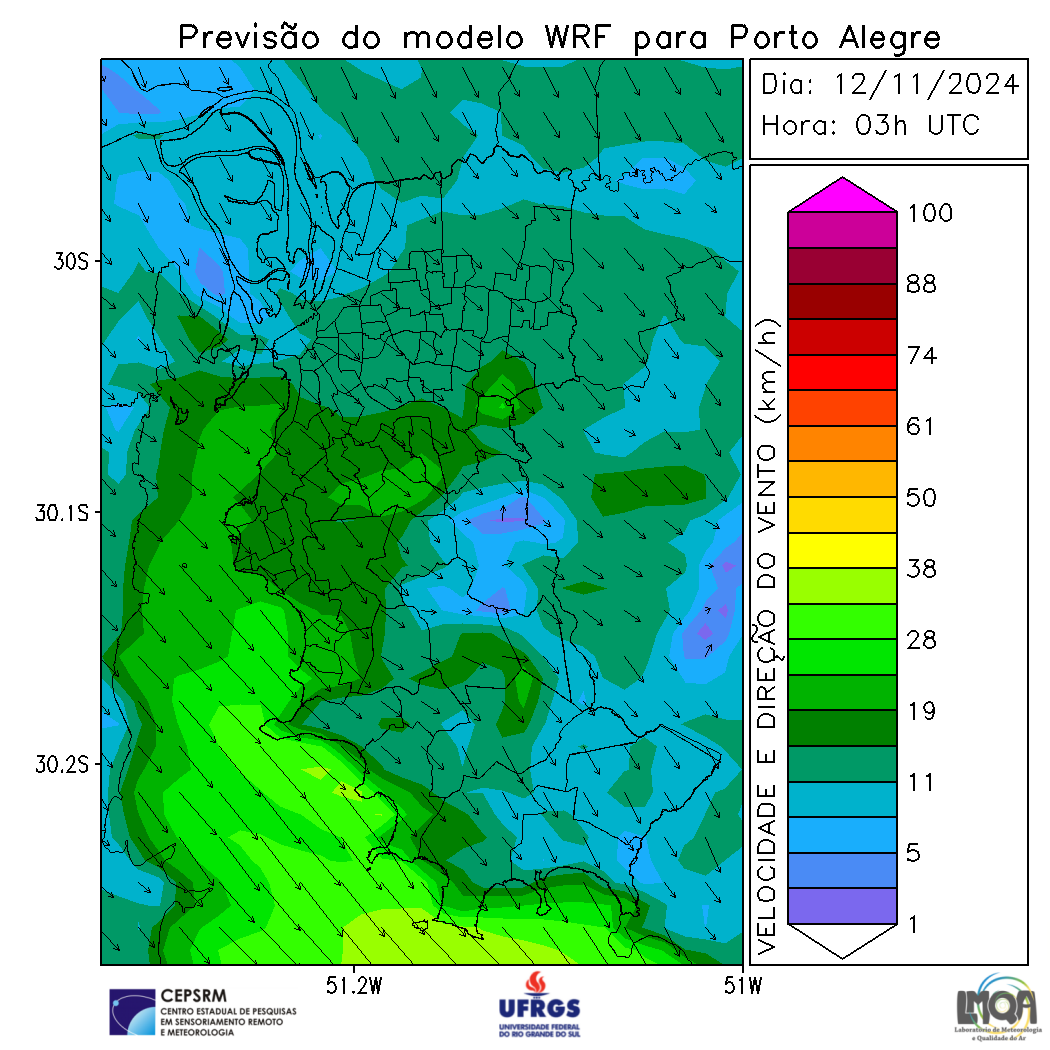 Previsão do modelo WRF para Porto Alegre
Dia: 12/11/2024
Hora: 03h UTC
30S
30.1S
30.2S
51.2W
51W
VELOCIDADE E DIREÇÃO DO VENTO (km/h)
100
88
74
61
50
38
28
19
11
5
1
CEPSRM
CENTRO ESTADUAL DE PESQUISAS
EM SENSORIAMENTO REMOTO
E METEOROLOGIA
UFRGS
UNIVERSIDADE FEDERAL
DO RIO GRANDE DO SUL
LMQA
Laboratório de Meteorologia
e Qualidade do Ar